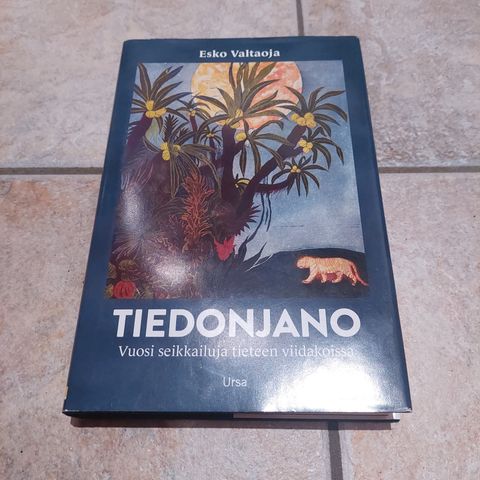 Esko Valtaoja
TIEDONJANO
Vuosi seikkailuja tieteen viidakoissa
Ursa